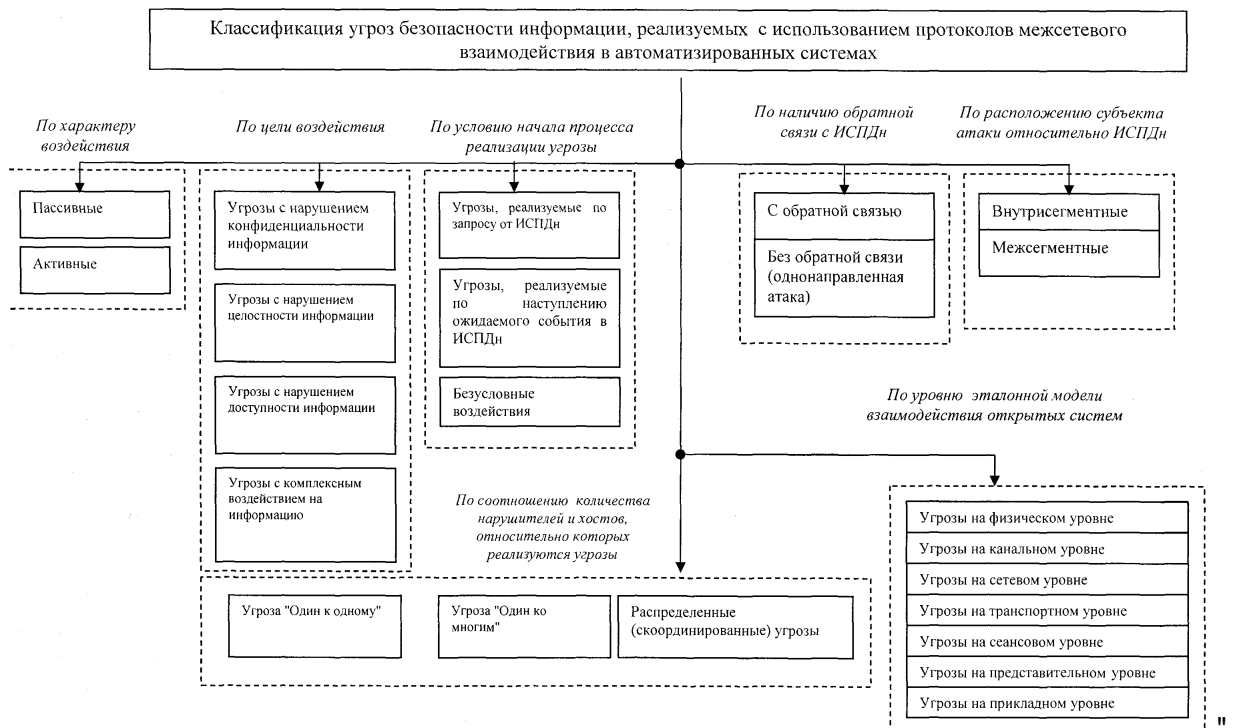 Классификация угроз безопасности информации, реализуемых с использованием протоколов межсетевого
взаимодействия в автоматизированных системах
По характеру
воздействия
Пассивные
Активные
По цели воздействия
Угрозы с нарушением
конфиденциальности
информации
Угрозы с нарушением
целостности информации
Угрозы с нарушением
доступности информации
Угрозы с комплексным
воздействием на
информацию
По условию начала процесса
реализации угрозы
Угрозы, реализуемые по
запросу от ИСПДн
Угрозы, реализуемые
по наступлению
ожидаемого события в
ИСПДн
Безусловные
воздействия
По наличию обратной
связи с ИСПДн
С обратной связью
Без обратной связи
(однонаправленная
атака)
По расположению субъекта
атаки относительно ИСПДн
Внутрисегментные
Межсегментные
По соотношению количества
нарушителей и хостов,
относительно которых
реализуются угрозы
Угроза "Один к одному"
Угроза "Один ко
многим"
Распределенные
(скоординированные) угрозы
По уровню эталонной модели
взаимодействия открытых систем
Угрозы на физическом уровне
Угрозы на канальном уровне
Угрозы на сетевом уровне
Угрозы на транспортном уровне
Угрозы на сеансовом уровне
Угрозы на представительном уровне
Угрозы на прикладном уровне
"